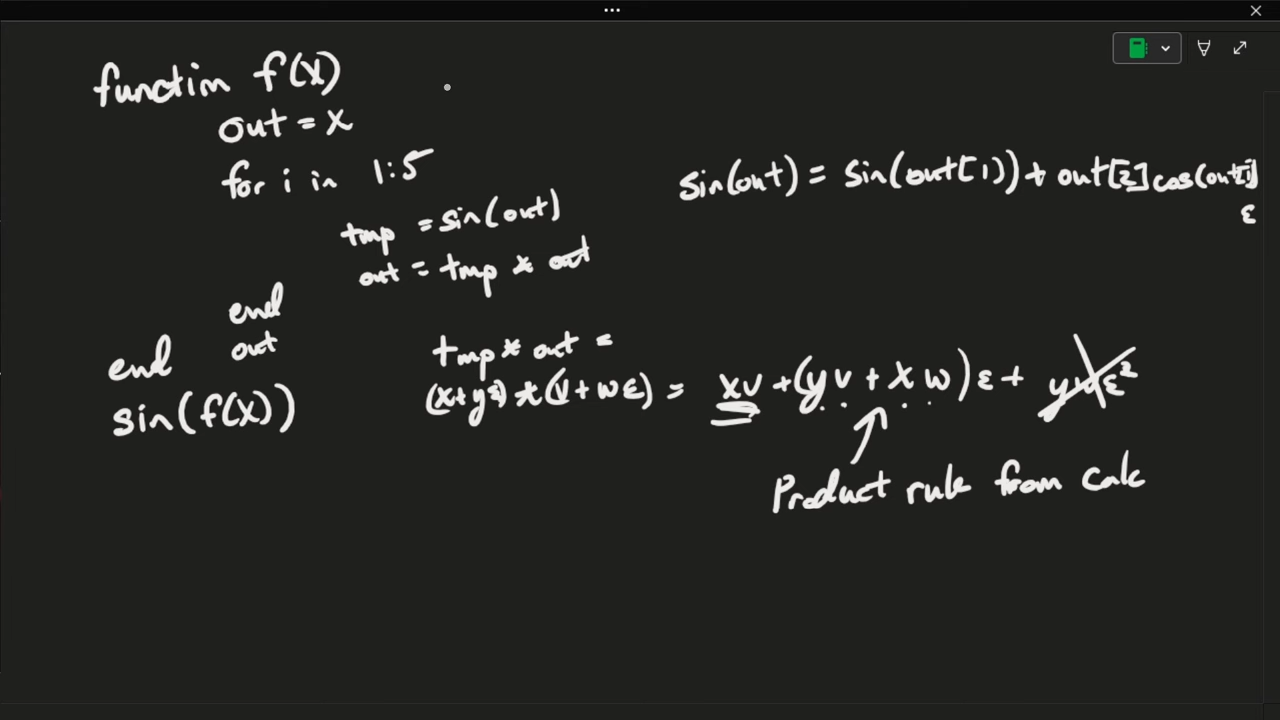 function f(x)
out = x
for i in 1:5
tmp = sin(out)
out = tmp * out
end
out
end
sin(f(x))
sin(out) = sin(out[1]) + out[2] cos(out[1])
ε
tmp * out =
(x+yε) * (v+wε) = xv + (yv + xw)ε + ywε²
Product rule from calc